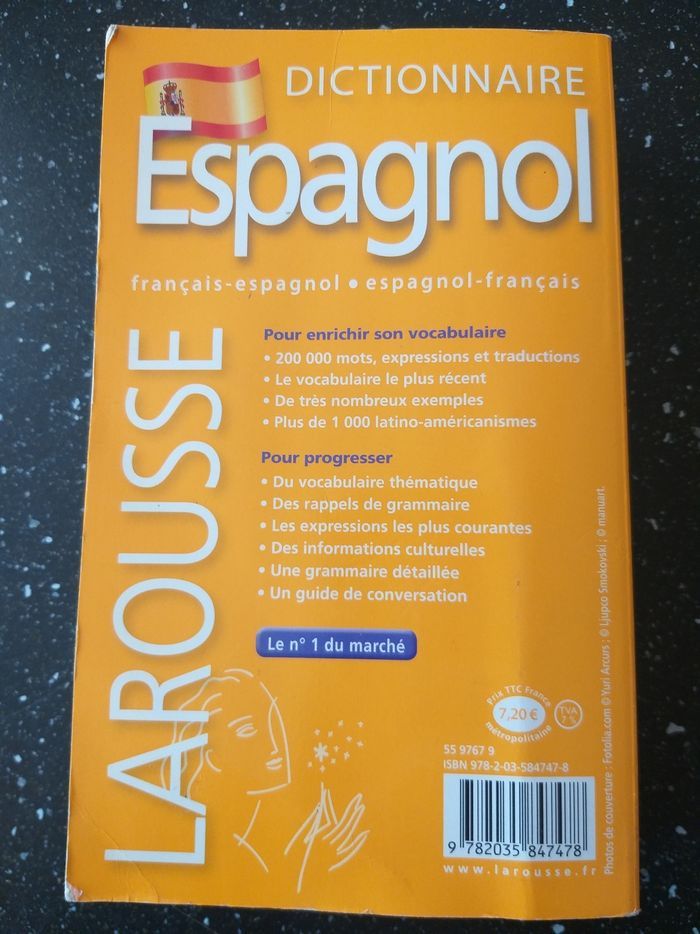 DICTIONNAIRE
Espagnol
français-espagnol • espagnol-français
LAROUSSE
Pour enrichir son vocabulaire
• 200 000 mots, expressions et traductions
• Le vocabulaire le plus récent
• De très nombreux exemples
• Plus de 1 000 latino-américanismes
Pour progresser
• Du vocabulaire thématique
• Des rappels de grammaire
• Les expressions les plus courantes
• Des informations culturelles
• Une grammaire détaillée
• Un guide de conversation
Le n° 1 du marché
Prix TTC France
7,20 €
métropolitaine
TVA
7 %
55 9767 9
ISBN 978-2-03-584747-8
9 782035 847478
www.larousse.fr
Photos de couverture : Fotolia.com © Yuri Arcurs ; © Ljupco Smokovski ; © manuart.